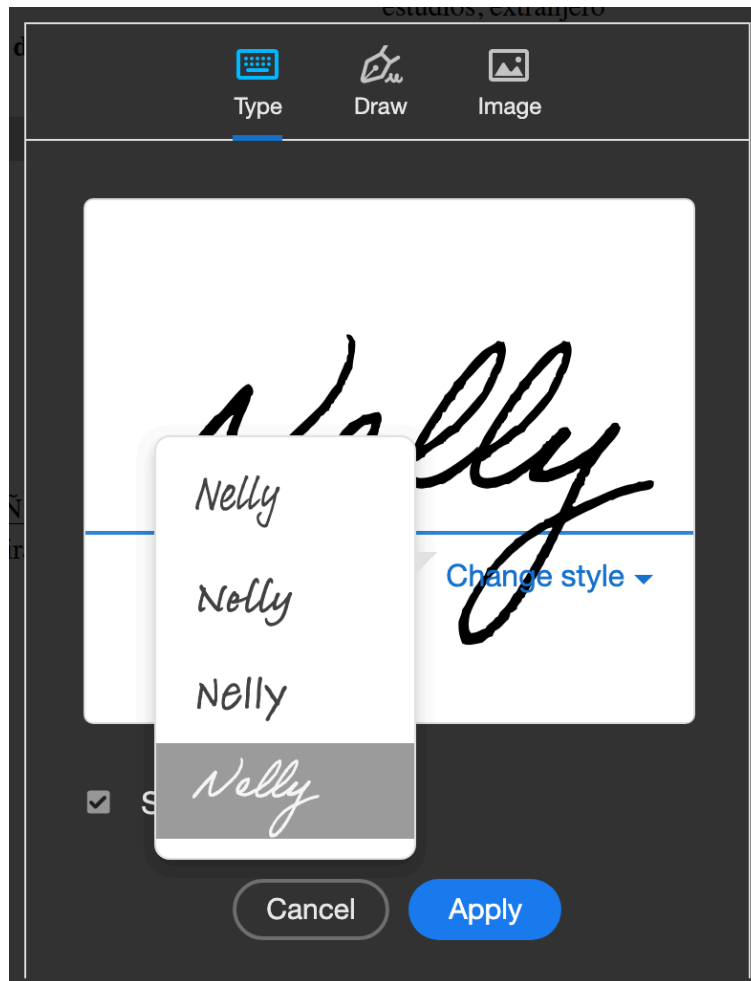 estudios, extranjero
d
Type Draw Image
Nelly
Change style
Nelly
Nelly
Nelly
Nelly
S
Cancel Apply